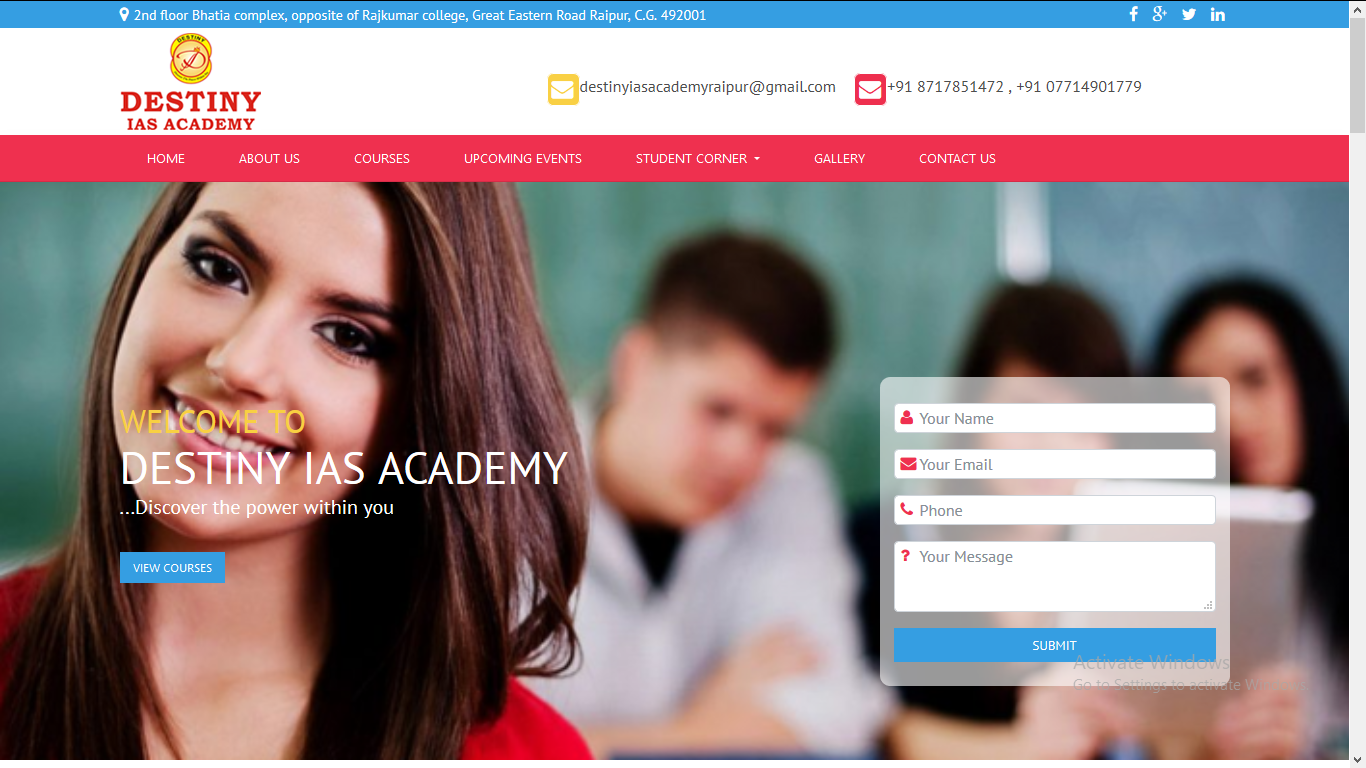 2nd floor Bhatia complex, opposite of Rajkumar college, Great Eastern Road Raipur, C.G. 492001
DESTINY
DESTINY
IAS ACADEMY
destinyiasacademyraipur@gmail.com
+91 8717851472 , +91 07714901779
HOME ABOUT US COURSES UPCOMING EVENTS STUDENT CORNER GALLERY CONTACT US
WELCOME TO
DESTINY IAS ACADEMY
...Discover the power within you
VIEW COURSES
Your Name
Your Email
Phone
Your Message
SUBMIT
Activate Windows
Go to Settings to activate